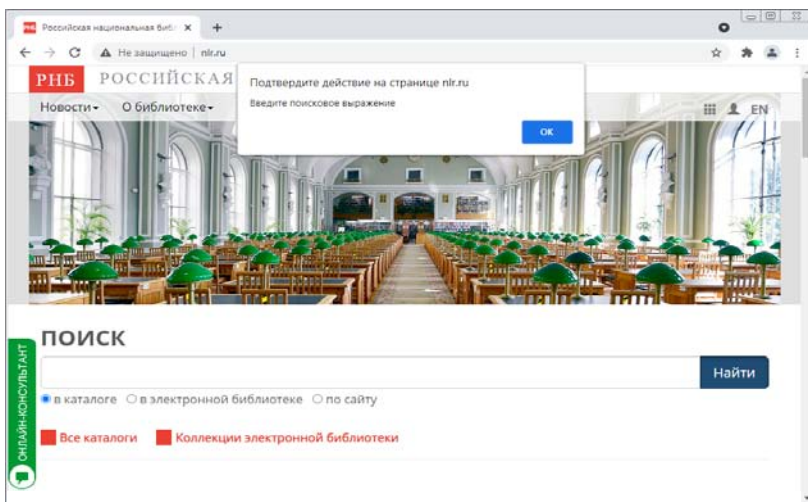 Российская национальная биб
Не защищено | nlr.ru
РНБ РОССИЙСКАЯ
Подтвердите действие на странице nlr.ru
Введите поисковое выражение
ОК
Новости О библиотеке
EN
ПОИСК
Найти
в каталоге в электронной библиотеке по сайту
Все каталоги Коллекции электронной библиотеки
ОНЛАЙН-КОНСУЛЬТАНТ